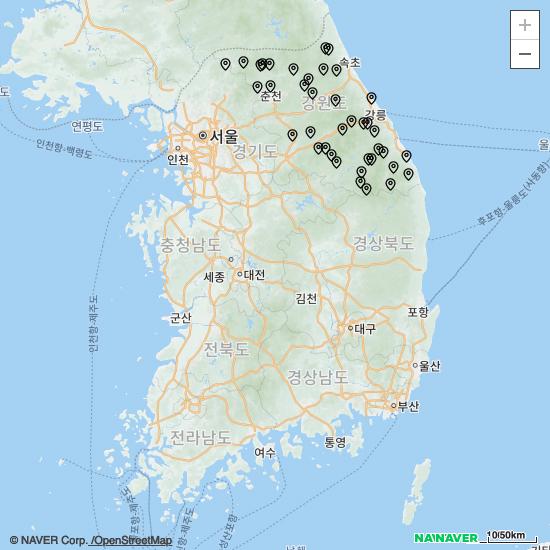 속초
춘천
강원도
강릉
연평도
서울
울
인천항-백령도
인천
경기도
후포항-울릉도(사동항)
충청남도
경상북도
세종
대전
김천
인천항-제주도
군산
포항
대구
전북도
울산
경상남도
부산
전라남도
통영
여수
© NAVER Corp. /OpenStreetMap
NAVER
10/50km